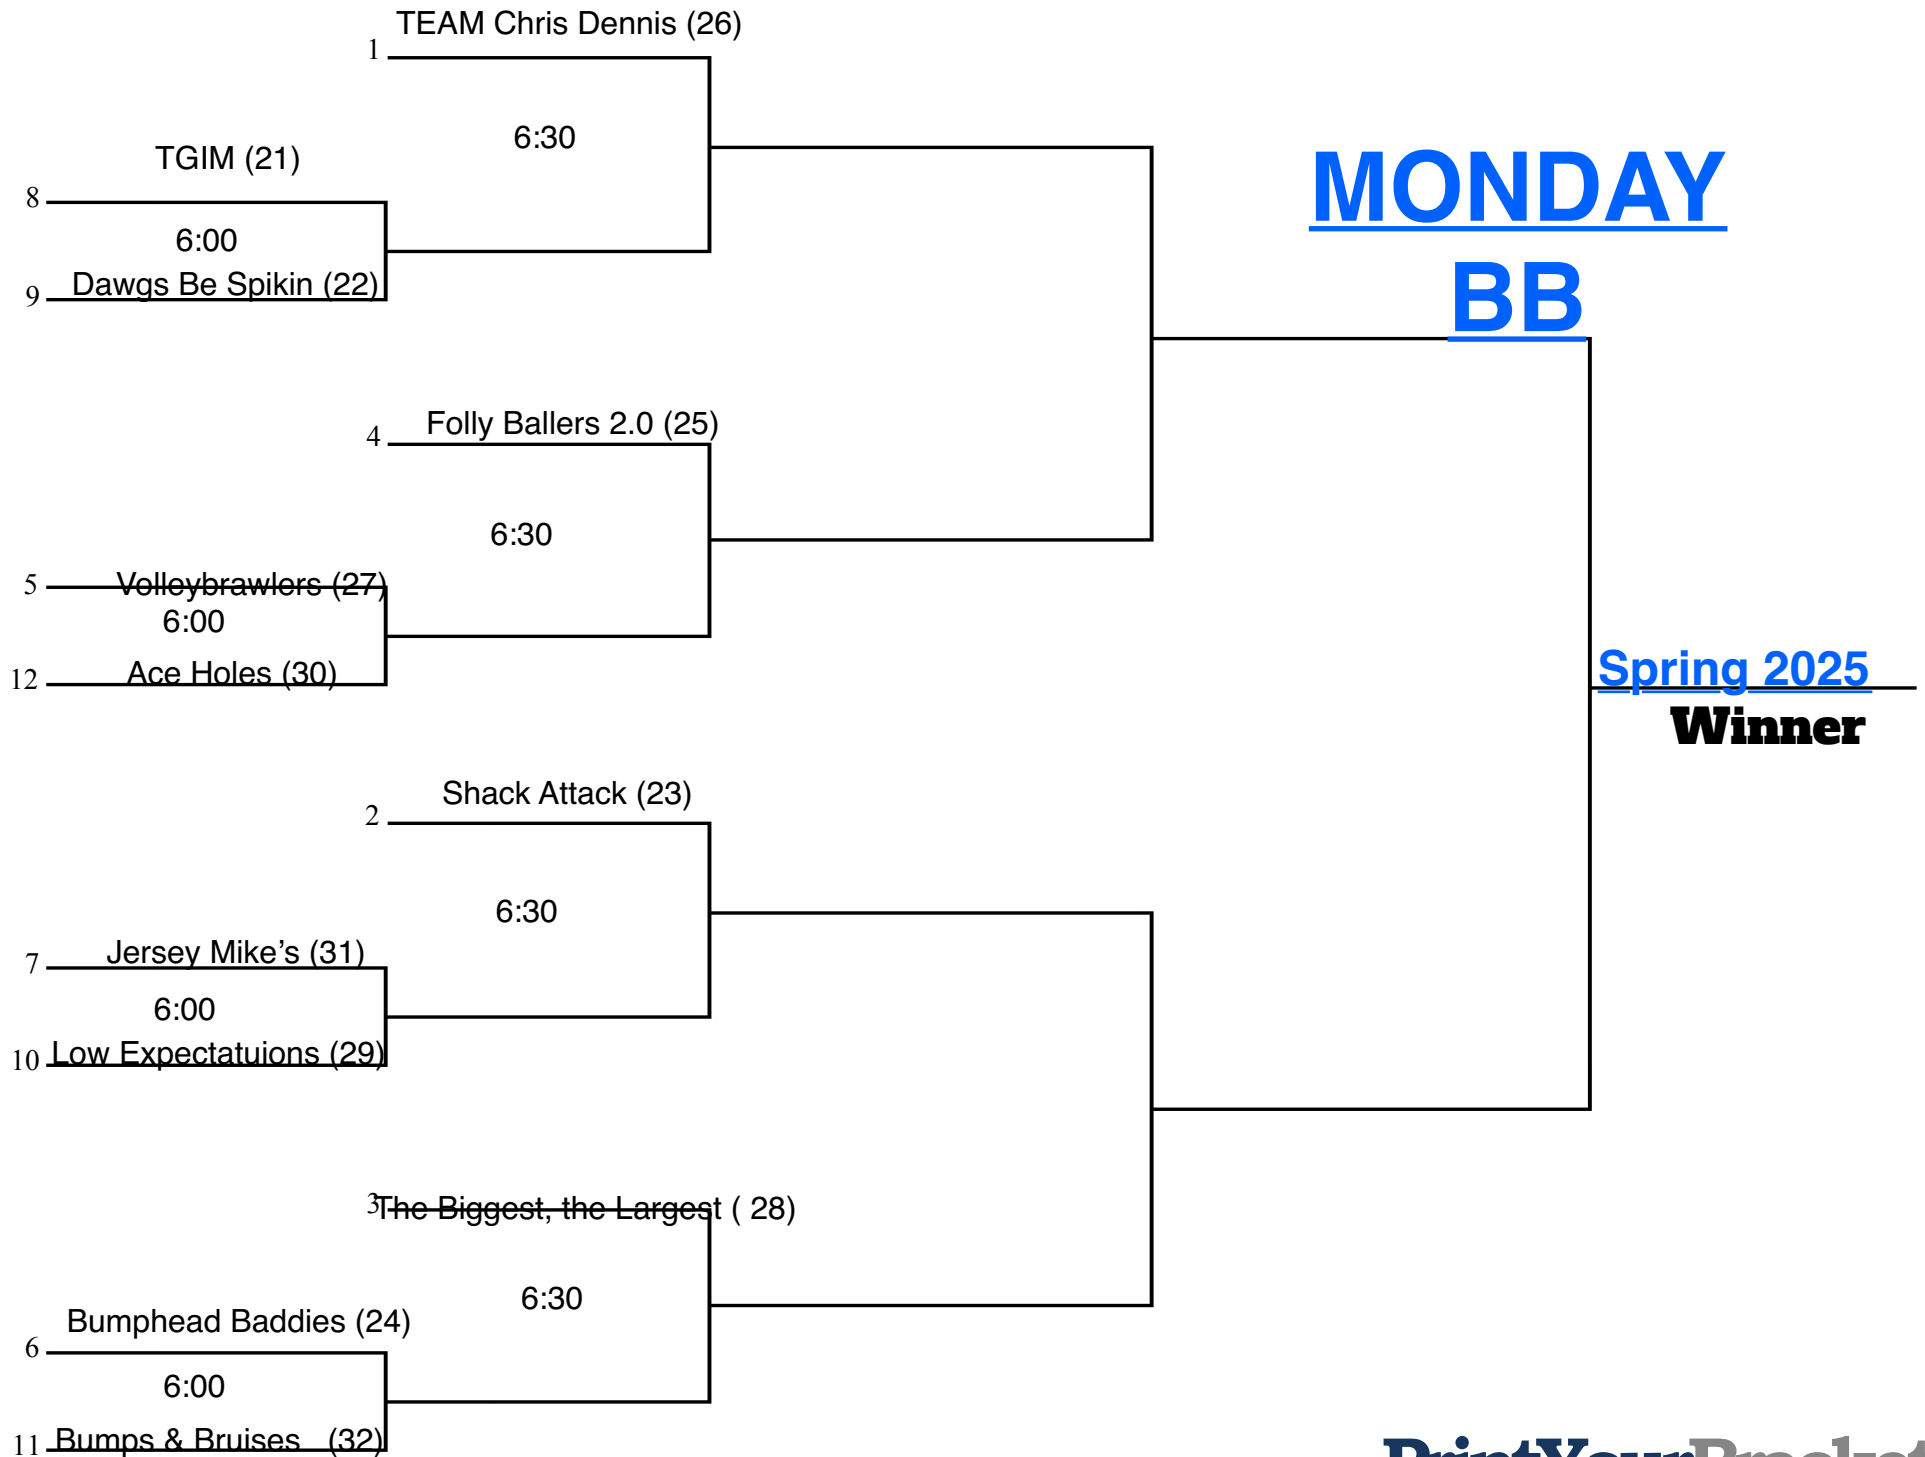 TEAM Chris Dennis (26)
1
6:30
TGIM (21)
8
6:00
Dawgs Be Spikin (22)
9
MONDAY
BB
Folly Ballers 2.0 (25)
4
6:30
5 Volleybrawlers (27)
6:00
12 Ace Holes (30)
Spring 2025
Winner
Shack Attack (23)
2
6:30
7 Jersey Mike’s (31)
6:00
10 Low Expectatuions (29)
3 The Biggest, the Largest ( 28)
6:30
Bumphead Baddies (24)
6
6:00
11 Bumps & Bruises (32)
PrintYourBracket